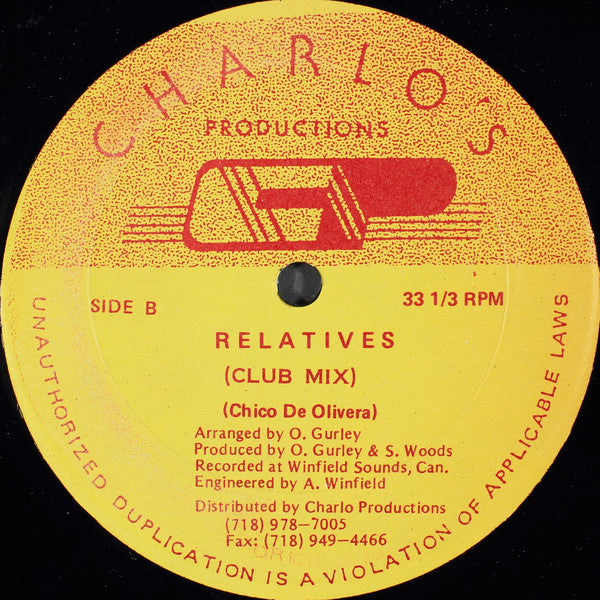 CHARLO'S
PRODUCTIONS
SIDE B
33 1/3 RPM
RELATIVES
(CLUB MIX)
(Chico De Olivera)
Arranged by O. Gurley
Produced by O. Gurley & S. Woods
Recorded at Winfield Sounds, Can.
Engineered by A. Winfield
Distributed by Charlo Productions
(718) 978—7005
Fax: (718) 949—4466
UNAUTHORIZED DUPLICATION IS A VIOLATION OF APPLICABLE LAWS